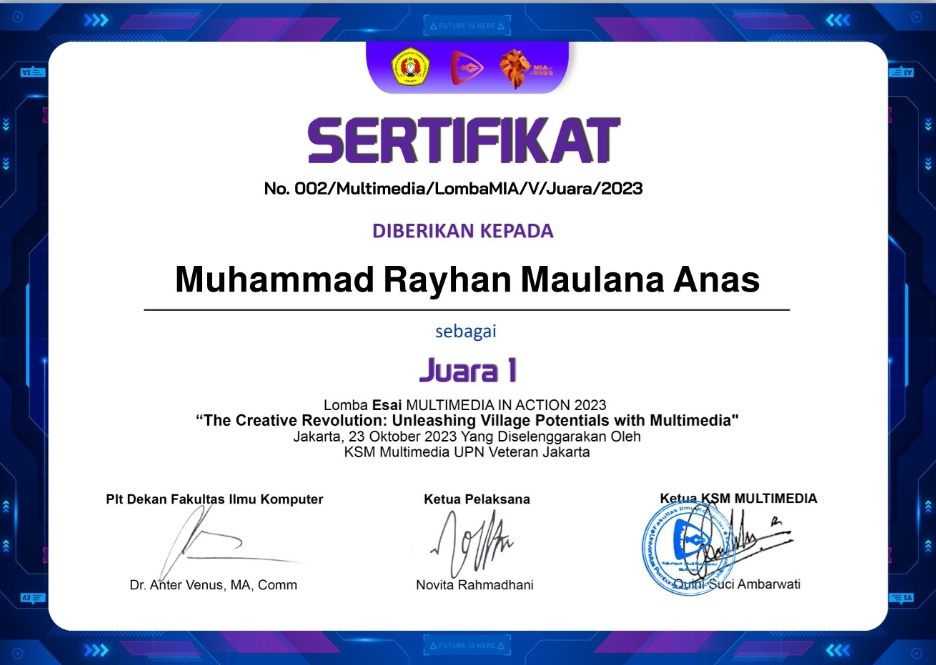 FUTURE IS HERE
MIA
SERTIFIKAT
No. 002/Multimedia/LombaMIA/V/Juara/2023
DIBERIKAN KEPADA
Muhammad Rayhan Maulana Anas
sebagai
Juara 1
Lomba Esai MULTIMEDIA IN ACTION 2023
“The Creative Revolution: Unleashing Village Potentials with Multimedia"
Jakarta, 23 Oktober 2023 Yang Diselenggarakan Oleh
KSM Multimedia UPN Veteran Jakarta
Plt Dekan Fakultas Ilmu Komputer Ketua Pelaksana Ketua KSM MULTIMEDIA
Dr. Anter Venus, MA, Comm Novita Rahmadhani Suci Ambarwati
FUTURE IS HERE